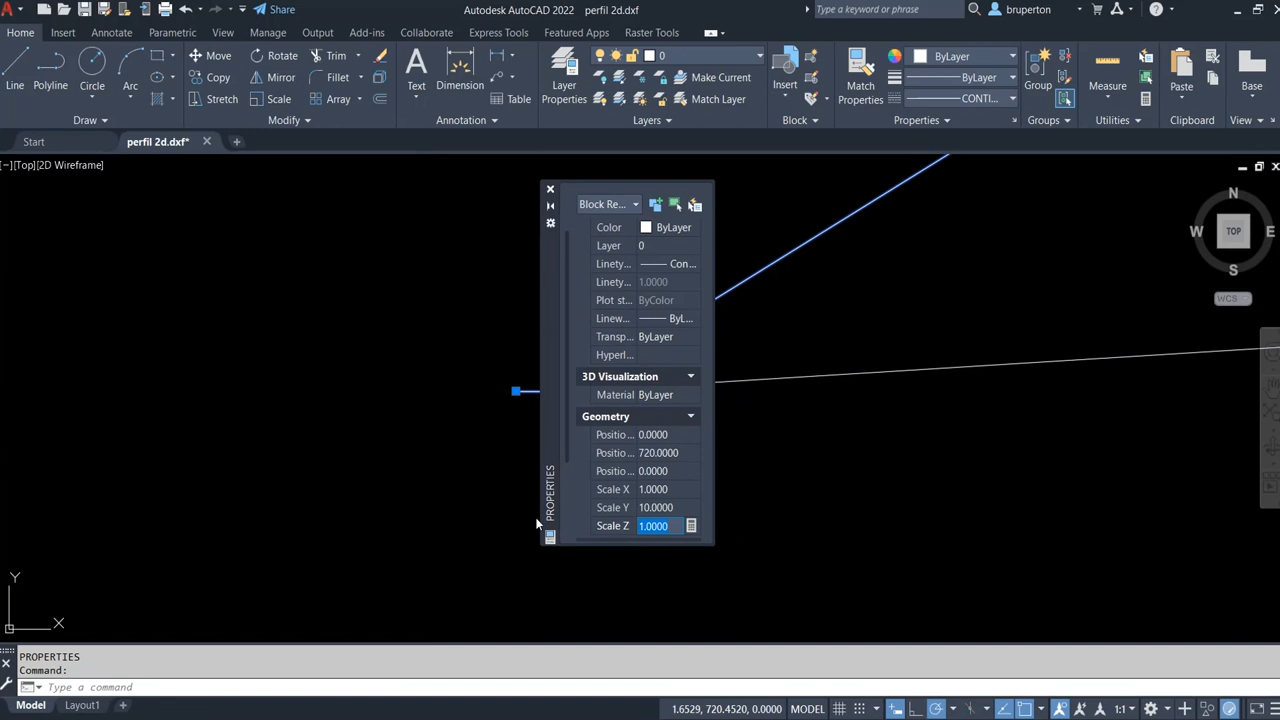 Share
Autodesk AutoCAD 2022 perfil 2d.dxf
Type a keyword or phrase
bruperton
Home Insert Annotate Parametric View Manage Output Add-ins Collaborate Express Tools Featured Apps Raster Tools
Line Polyline Circle Arc
Move Rotate Trim
Copy Mirror Fillet
Stretch Scale Array
Text Dimension Table
Layer Properties
0
Make Current
Match Layer
Insert
Match Properties
ByLayer
ByLayer
CONTI...
Group Measure Paste Base
Draw Modify Annotation Layers Block Properties Groups Utilities Clipboard View
Start perfil 2d.dxf*
[−][Top][2D Wireframe]
N
W TOP E
S
WCS
Block Re...
Color ByLayer
Layer 0
Linety... Con...
Linety... 1.0000
Plot st... ByColor
Linew... ByL...
Transp... ByLayer
Hyperl...
3D Visualization
Material ByLayer
Geometry
Positio... 0.0000
Positio... 720.0000
Positio... 0.0000
Scale X 1.0000
Scale Y 10.0000
Scale Z 1.0000
PROPERTIES
Y
X
PROPERTIES
Command:
Type a command
Model Layout1
1.6529, 720.4520, 0.0000 MODEL 1:1